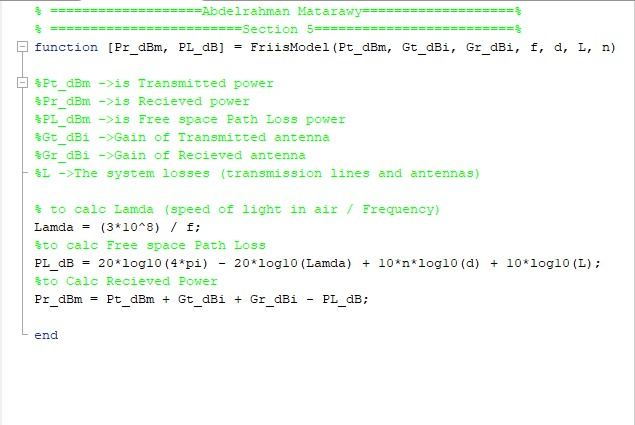 % ===================Abdelrahman Matarawy===================%
% ========================Section 5=========================%
function [Pr_dBm, PL_dB] = FriisModel(Pt_dBm, Gt_dBi, Gr_dBi, f, d, L, n)
%Pt_dBm ->is Transmitted power
%Pr_dBm ->is Recieved power
%PL_dBm ->is Free space Path Loss power
%Gt_dBi ->Gain of Transmitted antenna
%Gr_dBi ->Gain of Recieved antenna
%L ->The system losses (transmission lines and antennas)
% to calc Lamda (speed of light in air / Frequency)
Lamda = (3*10^8) / f;
%to calc Free space Path Loss
PL_dB = 20*log10(4*pi) - 20*log10(Lamda) + 10*n*log10(d) + 10*log10(L);
%to Calc Recieved Power
Pr_dBm = Pt_dBm + Gt_dBi + Gr_dBi - PL_dB;
end